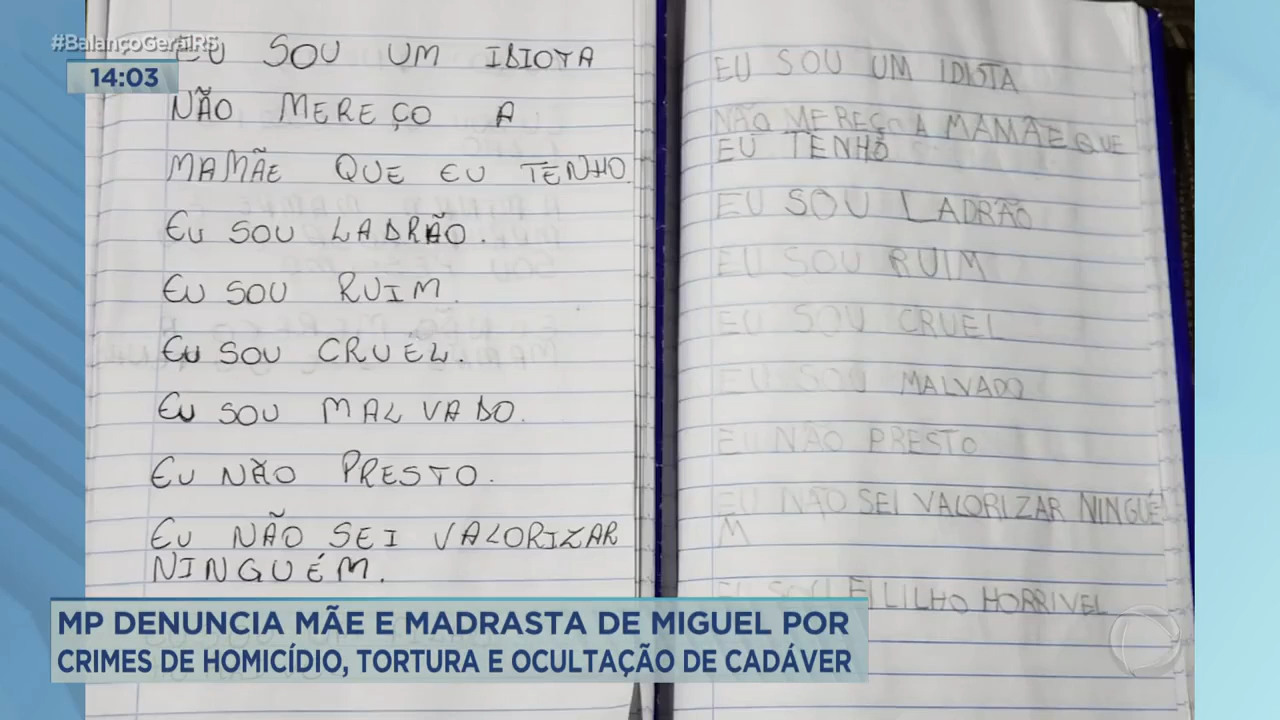 #BalançoGeralRS
14:03
EU SOU UM IDIOTA
NÃO MEREÇO A
MAMÃE QUE EU TENHO.
EU SOU LADRÃO.
EU SOU RUIM.
EU SOU CRUÉL.
EU SOU MALVADO.
EU NÃO PRESTO.
EU NÃO SEI VALORIZAR
NINGUÉM.
EU SOU UM IDIOTA
NÃO MEREÇO A MAMÃE QUE
EU TENHO
EU SOU LADRÃO
EU SOU RUIM
EU SOU CRUEL
EU SOU MALVADO
EU NÃO PRESTO
EU NÃO SEI VALORIZAR NINGUÉ
M
EU SOU FILILHO HORRIVEL
MP DENUNCIA MÃE E MADRASTA DE MIGUEL POR
CRIMES DE HOMICÍDIO, TORTURA E OCULTAÇÃO DE CADÁVER